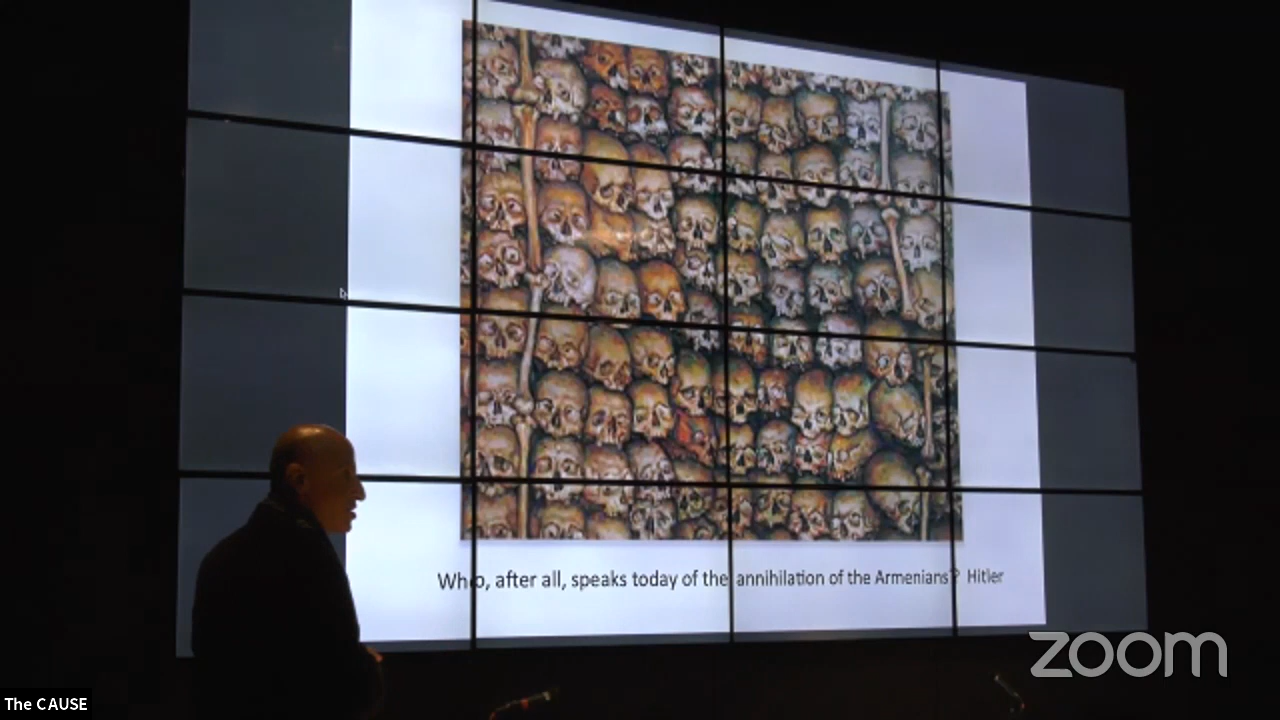 Who, after all, speaks today of the annihilation of the Armenians? Hitler
zoom
The CAUSE